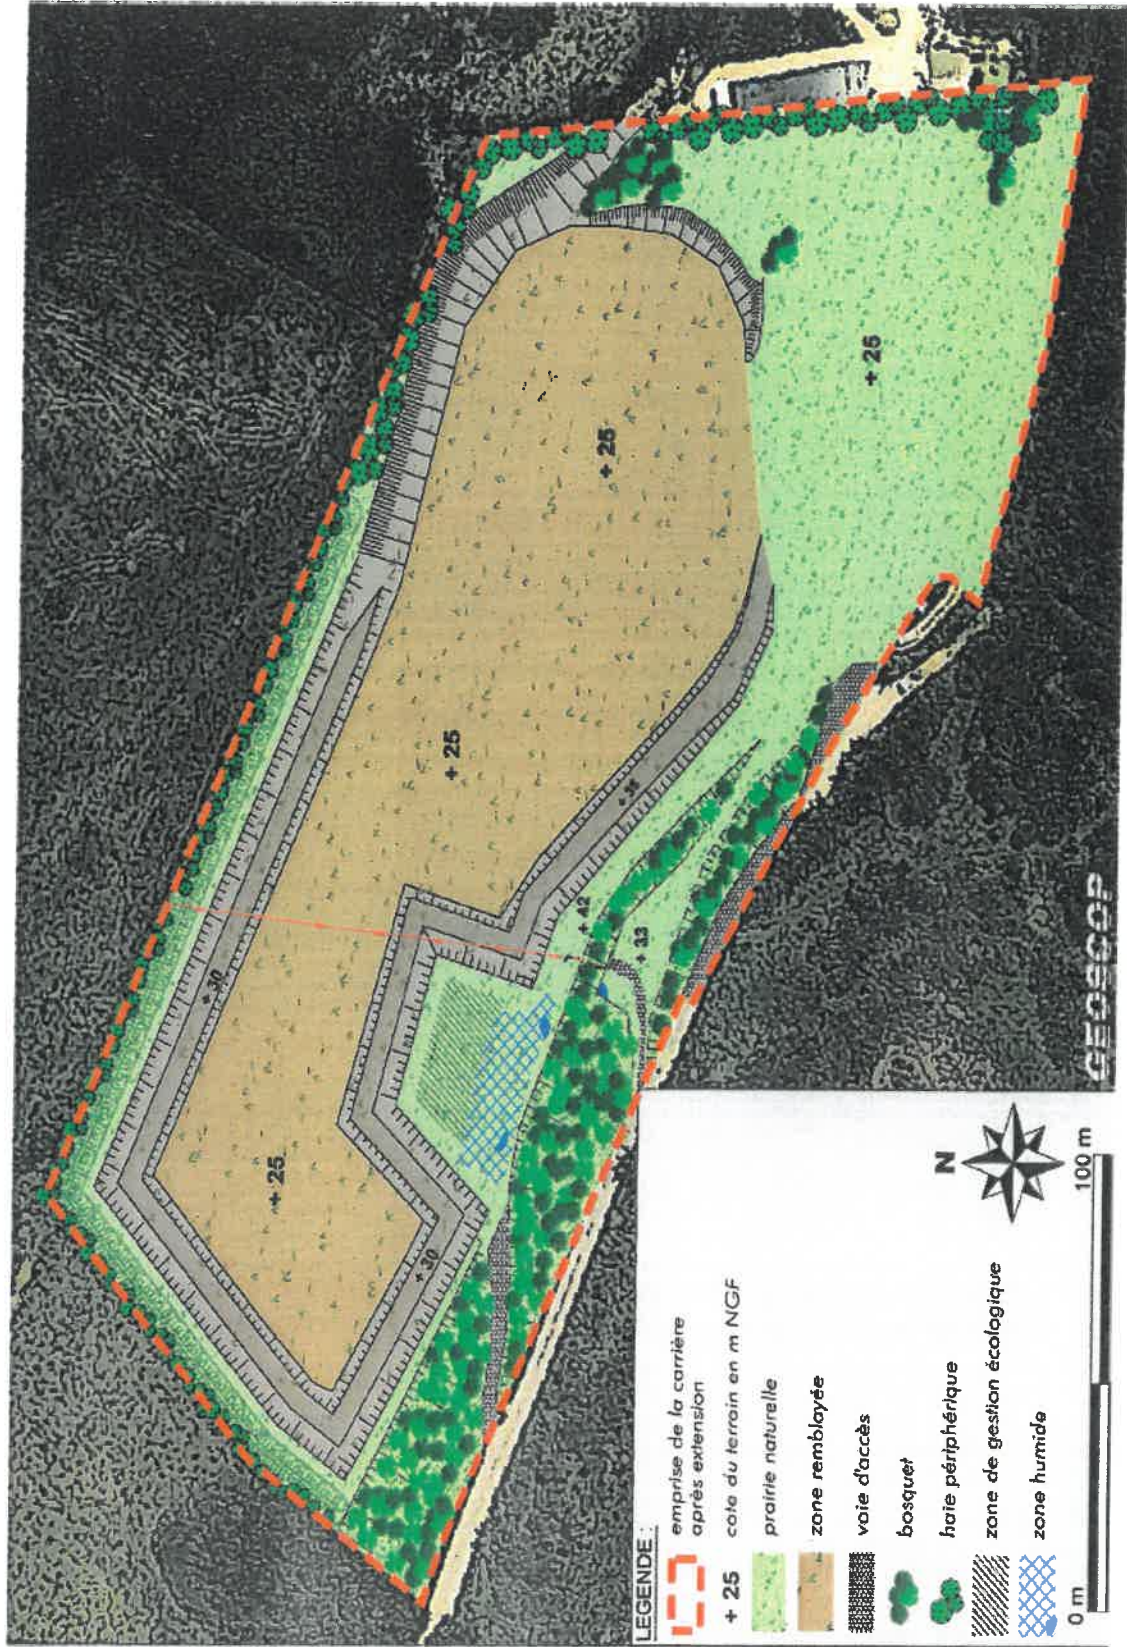 + 25
+ 25
+ 25
+ 25
+ 30
+ 30
+ 42
+ 33
GEOSCOP
LEGENDE :
emprise de la carrière
après extension
+ 25 cote du terrain en m NGF
prairie naturelle
zone remblayée
voie d'accès
bosquet
haie périphérique
zone de gestion écologique
zone humide
N
0 m 100 m